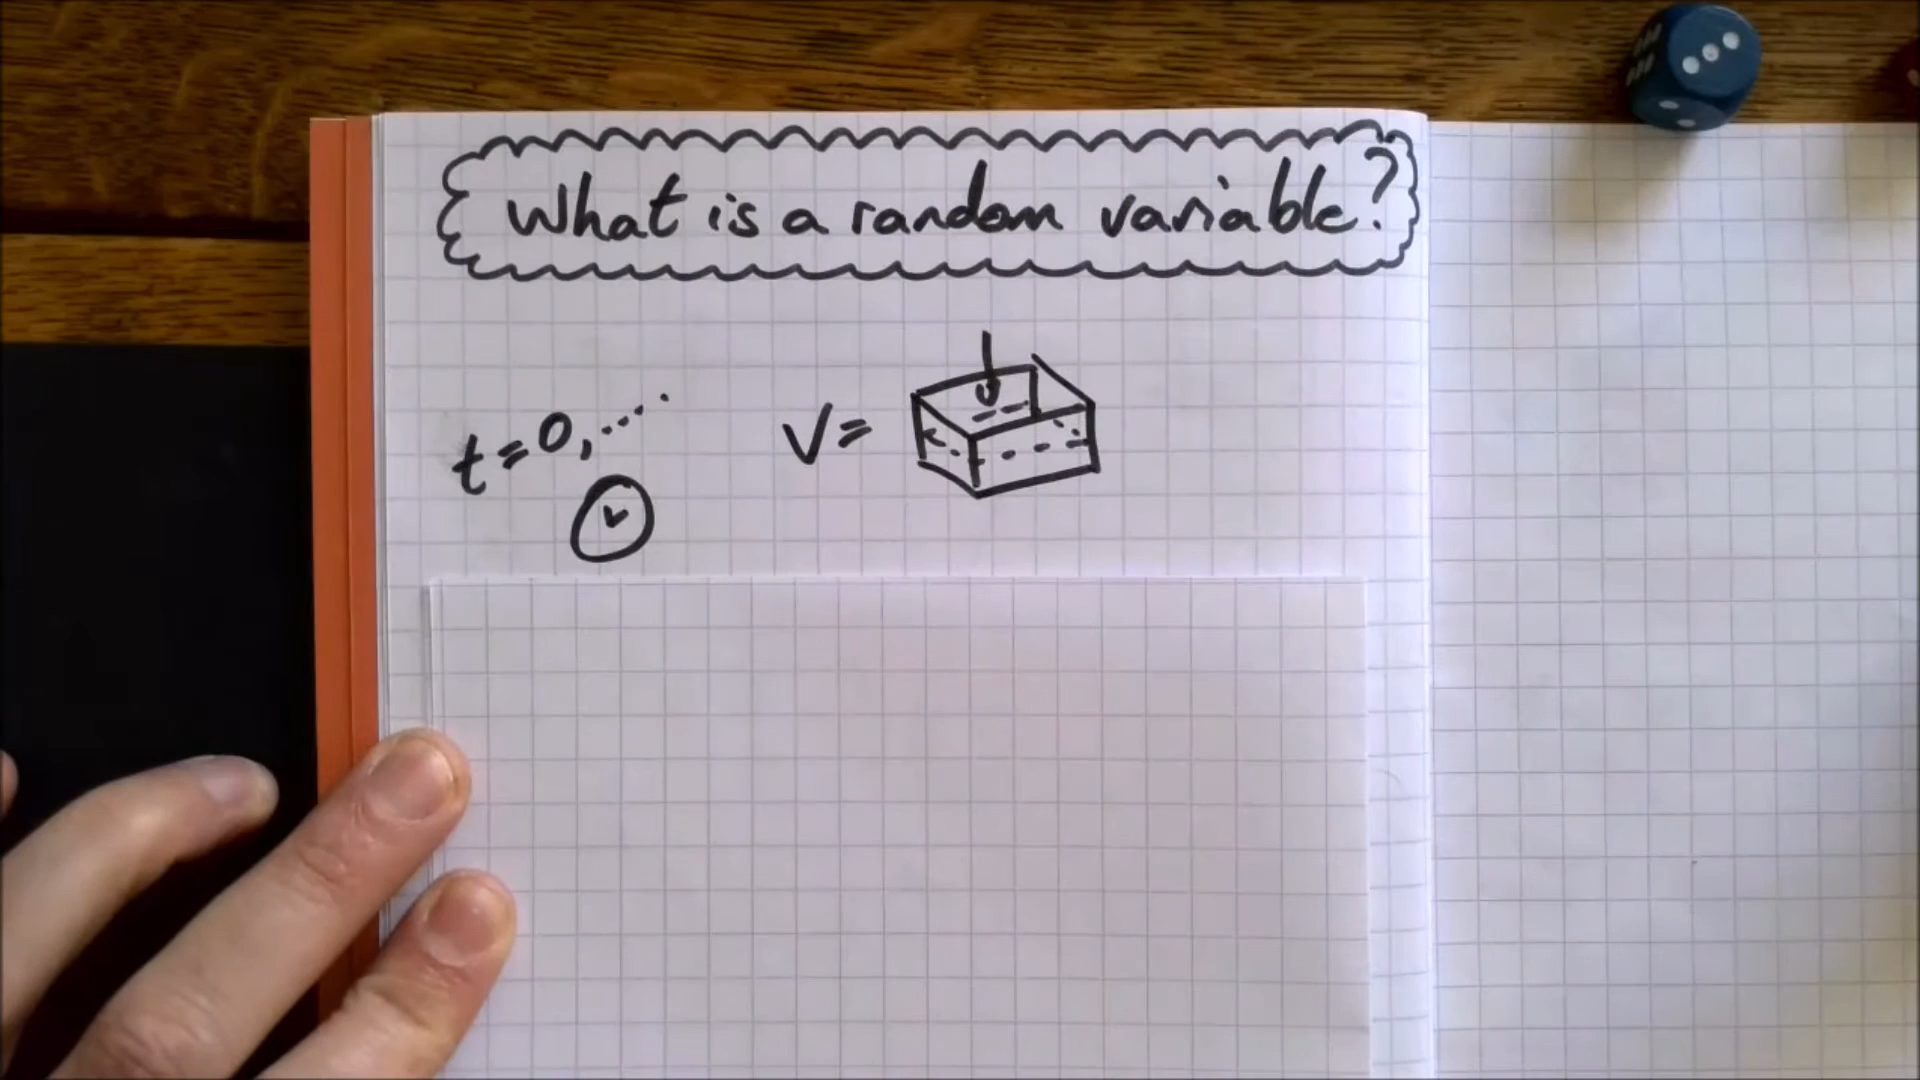 What is a random variable?
t=0,.....
V=